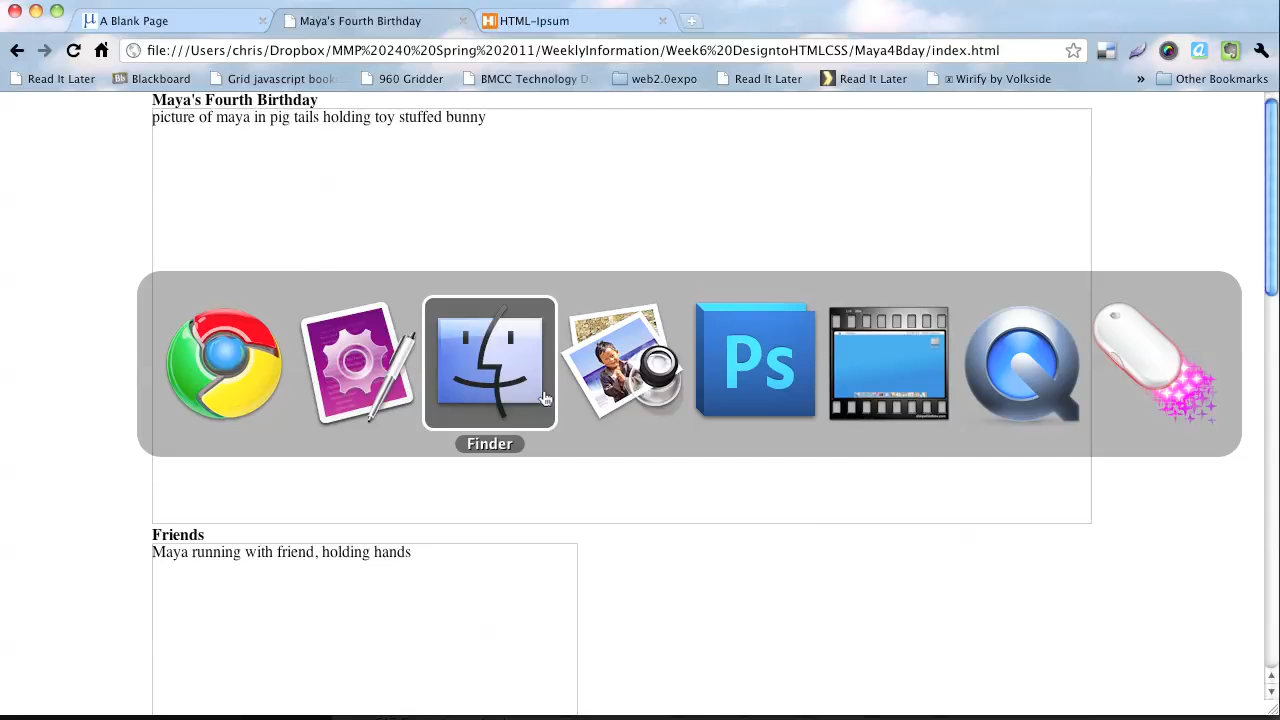 A Blank Page
Maya's Fourth Birthday
HTML-Ipsum
file:///Users/chris/Dropbox/MMP%20240%20Spring%202011/WeeklyInformation/Week6%20DesigntoHTMLCSS/Maya4Bday/index.html
Read It Later
Blackboard
Grid javascript book
960 Gridder
BMCC Technology D
web2.0expo
Read It Later
Read It Later
Wirify by Volkside
»
Other Bookmarks
Maya's Fourth Birthday
picture of maya in pig tails holding toy stuffed bunny
Ps
Finder
Friends
Maya running with friend, holding hands